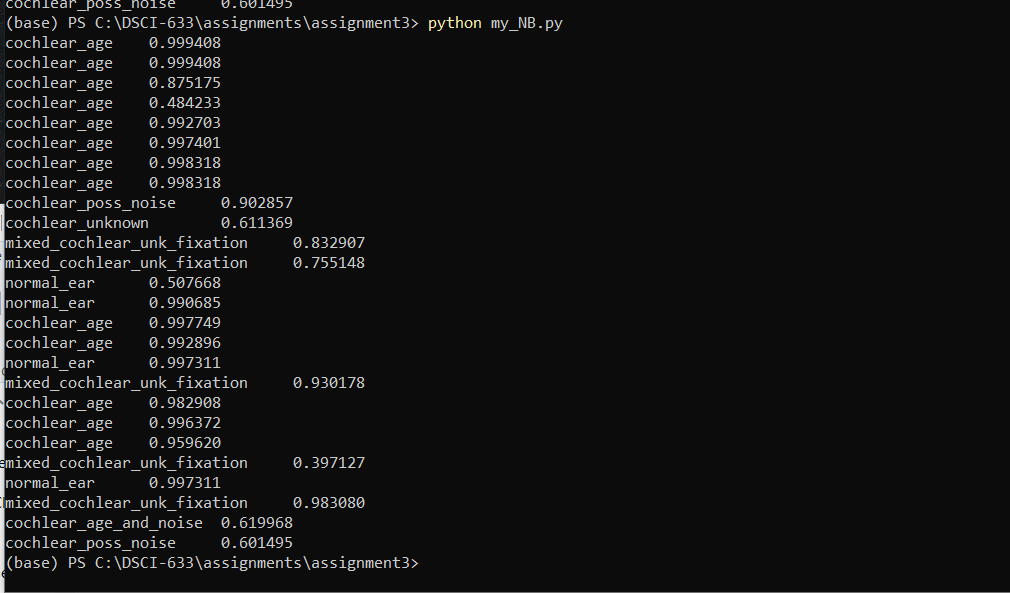 cochlear_poss_noise 0.601495
(base) PS C:\DSCI-633\assignments\assignment3> python my_NB.py
cochlear_age 0.999408
cochlear_age 0.999408
cochlear_age 0.875175
cochlear_age 0.484233
cochlear_age 0.992703
cochlear_age 0.997401
cochlear_age 0.998318
cochlear_age 0.998318
cochlear_poss_noise 0.902857
cochlear_unknown 0.611369
mixed_cochlear_unk_fixation 0.832907
mixed_cochlear_unk_fixation 0.755148
normal_ear 0.507668
normal_ear 0.990685
cochlear_age 0.997749
cochlear_age 0.992896
normal_ear 0.997311
mixed_cochlear_unk_fixation 0.930178
cochlear_age 0.982908
cochlear_age 0.996372
cochlear_age 0.959620
mixed_cochlear_unk_fixation 0.397127
normal_ear 0.997311
mixed_cochlear_unk_fixation 0.983080
cochlear_age_and_noise 0.619968
cochlear_poss_noise 0.601495
(base) PS C:\DSCI-633\assignments\assignment3>